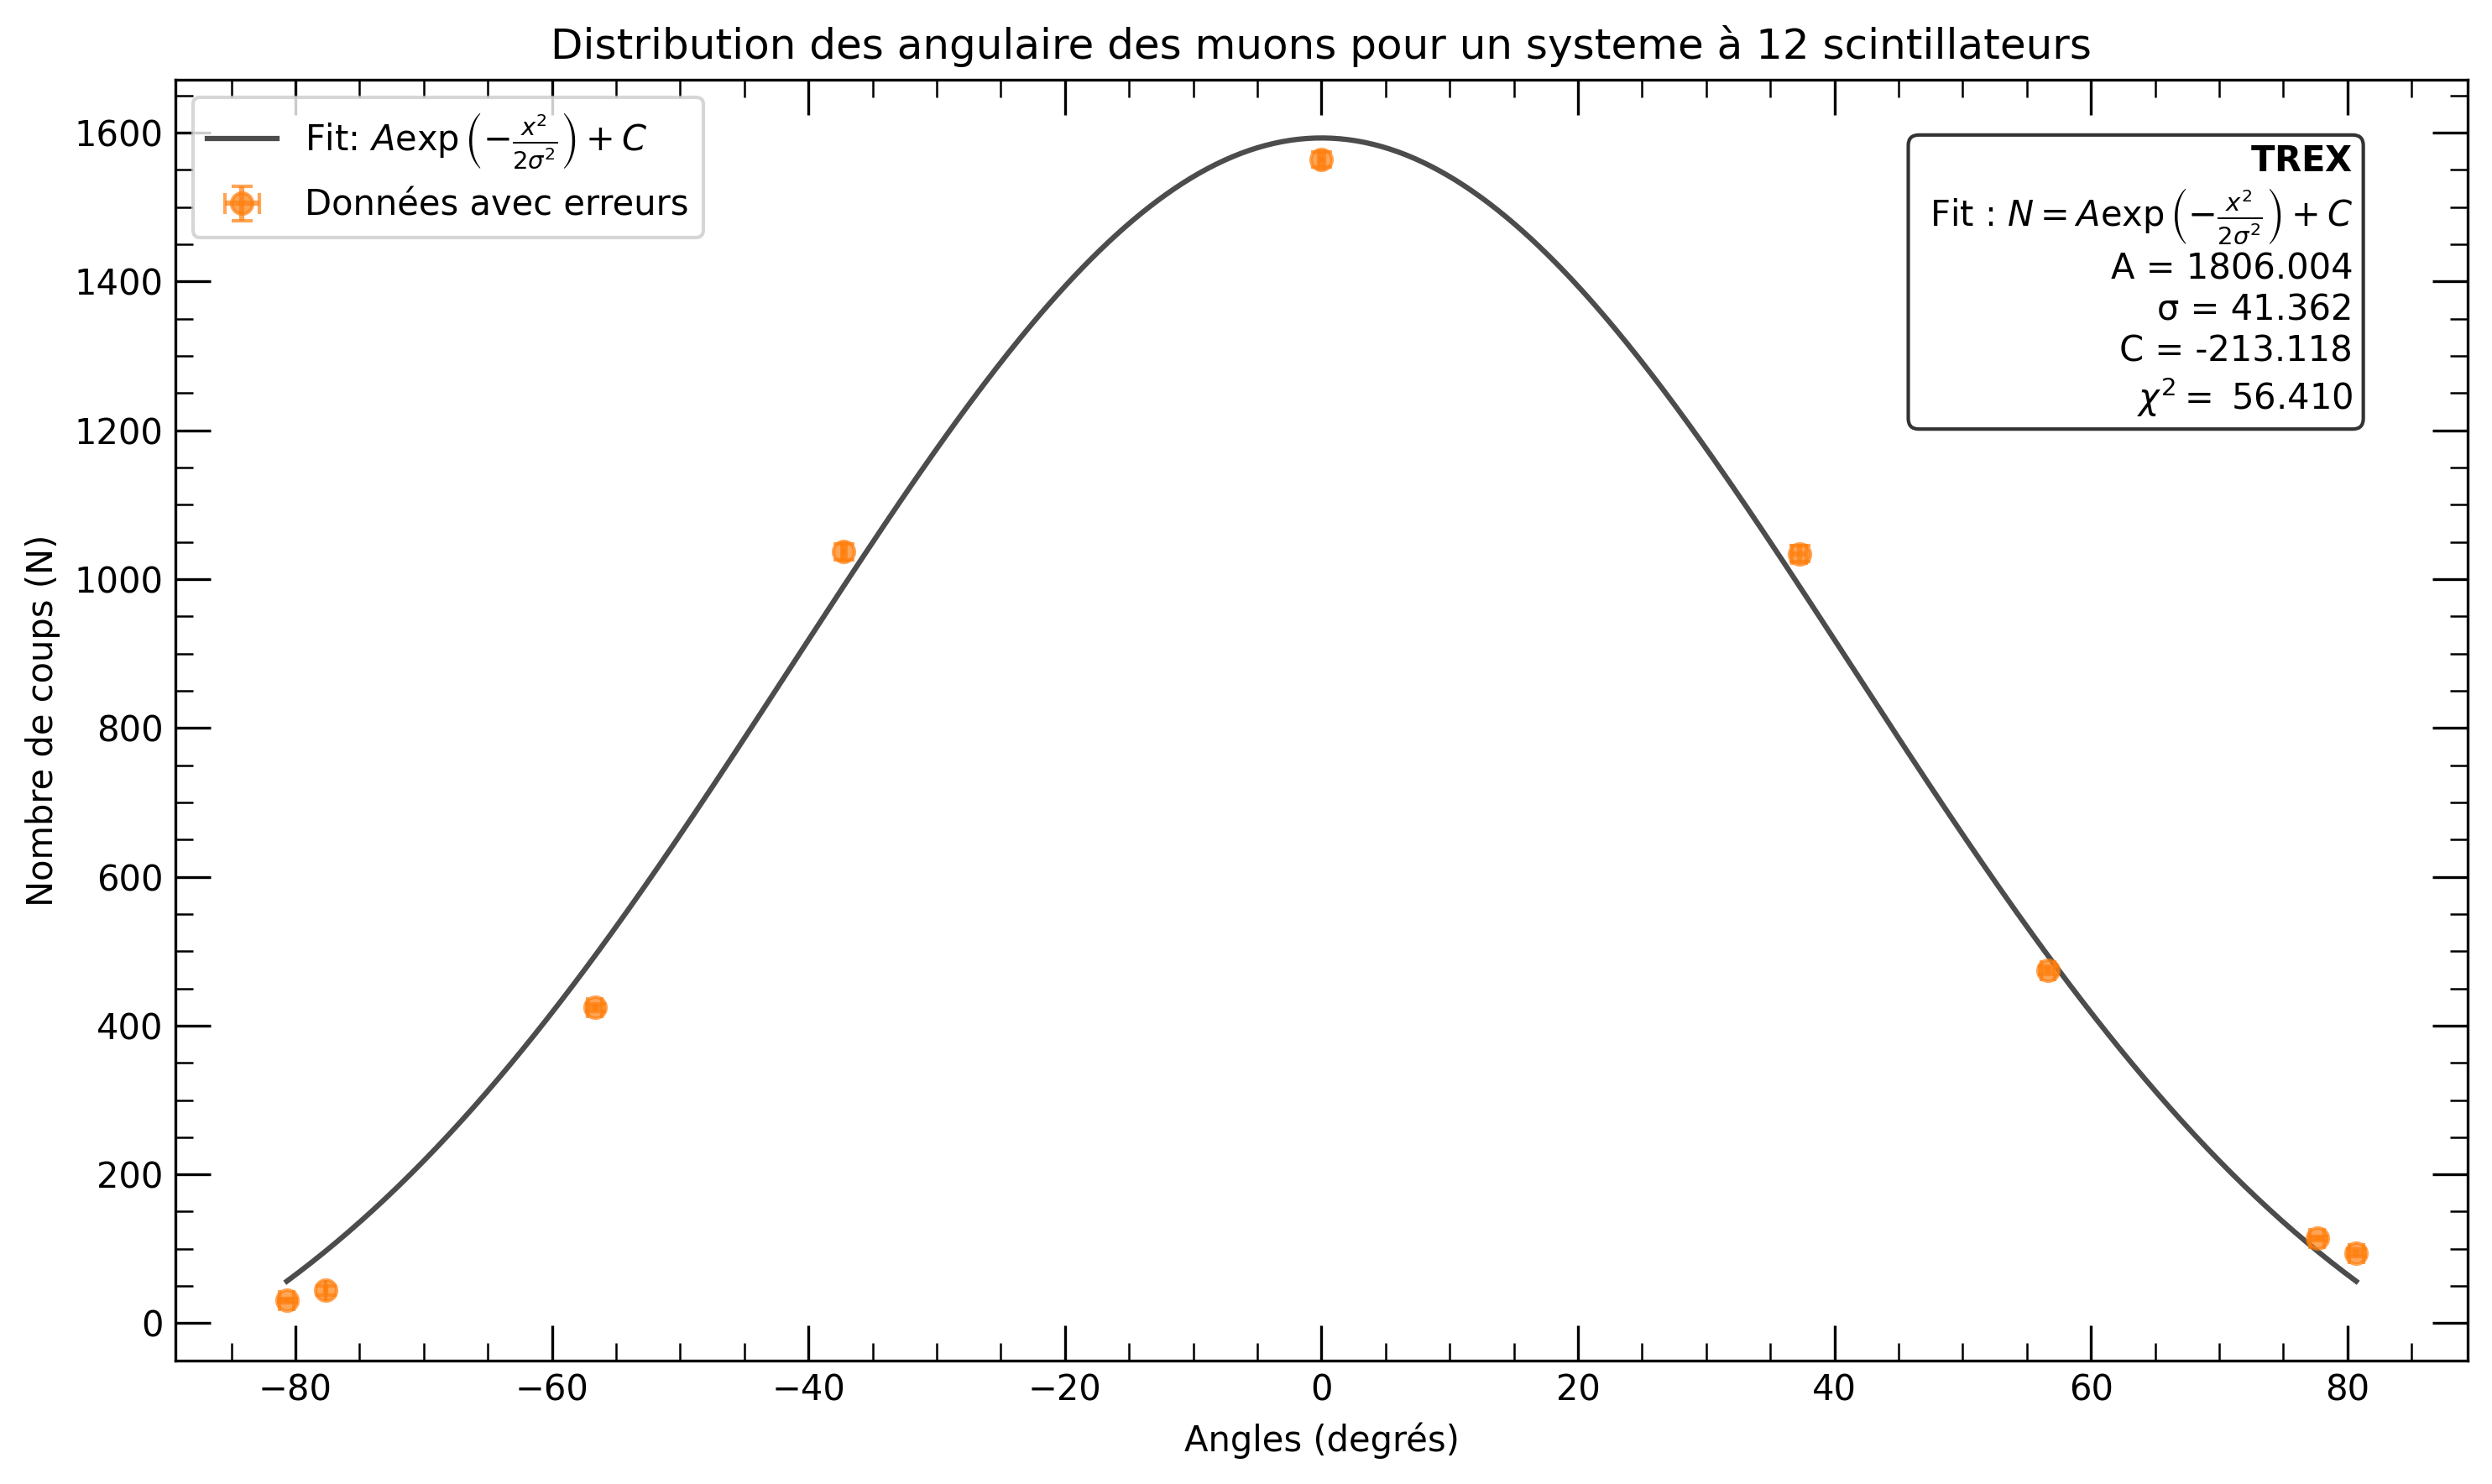 Distribution des angulaire des muons pour un systeme à 12 scintillateurs
Fit: A exp(−x²/2σ²) + C
Données avec erreurs
TREX
Fit : N = A exp(−x²/2σ²) + C
A = 1806.004
σ = 41.362
C = -213.118
χ² = 56.410
Nombre de coups (N)
1600
1400
1200
1000
800
600
400
200
0
−80 −60 −40 −20 0 20 40 60 80
Angles (degrés)